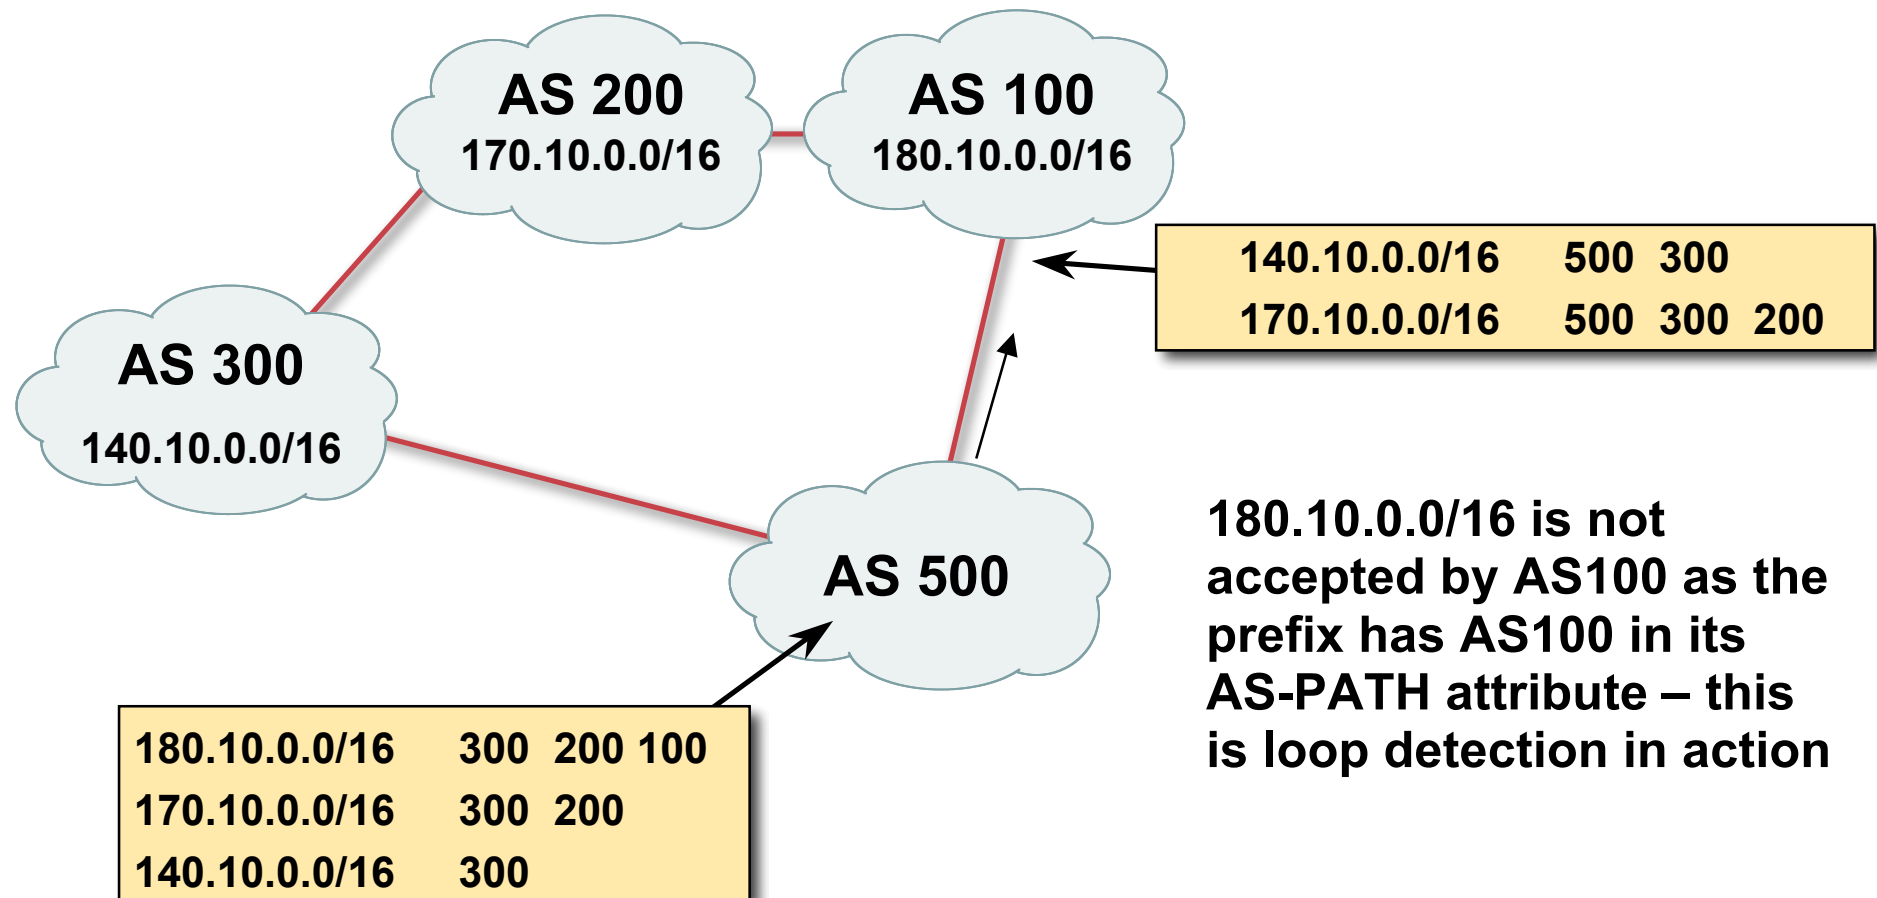 AS 200
170.10.0.0/16
AS 100
180.10.0.0/16
140.10.0.0/16 500 300
170.10.0.0/16 500 300 200
AS 300
140.10.0.0/16
AS 500
180.10.0.0/16 is not
accepted by AS100 as the
prefix has AS100 in its
AS-PATH attribute – this
is loop detection in action
180.10.0.0/16 300 200 100
170.10.0.0/16 300 200
140.10.0.0/16 300